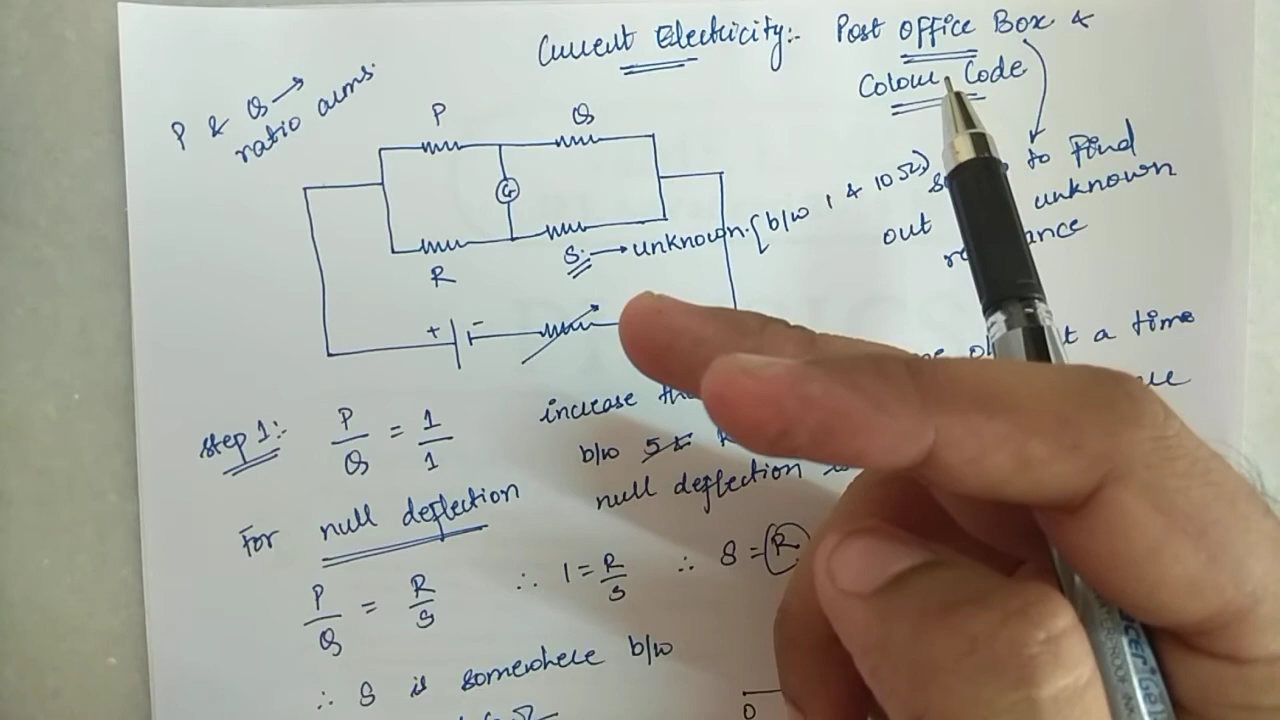 Current Electricity:- Post Office Box &
Colour Code
P & Q → ratio arms.
P
Q
G
to find
out
unknown
R
S. → unknown. {b/w 1 & 10 Ω)
+ -
at a time
increase
b/w
null deflection
step 1:- P/Q = 1/1
For null deflection
P/Q = R/S ∴ 1 = R/S ∴ S = R
∴ S is somewhere b/w
0